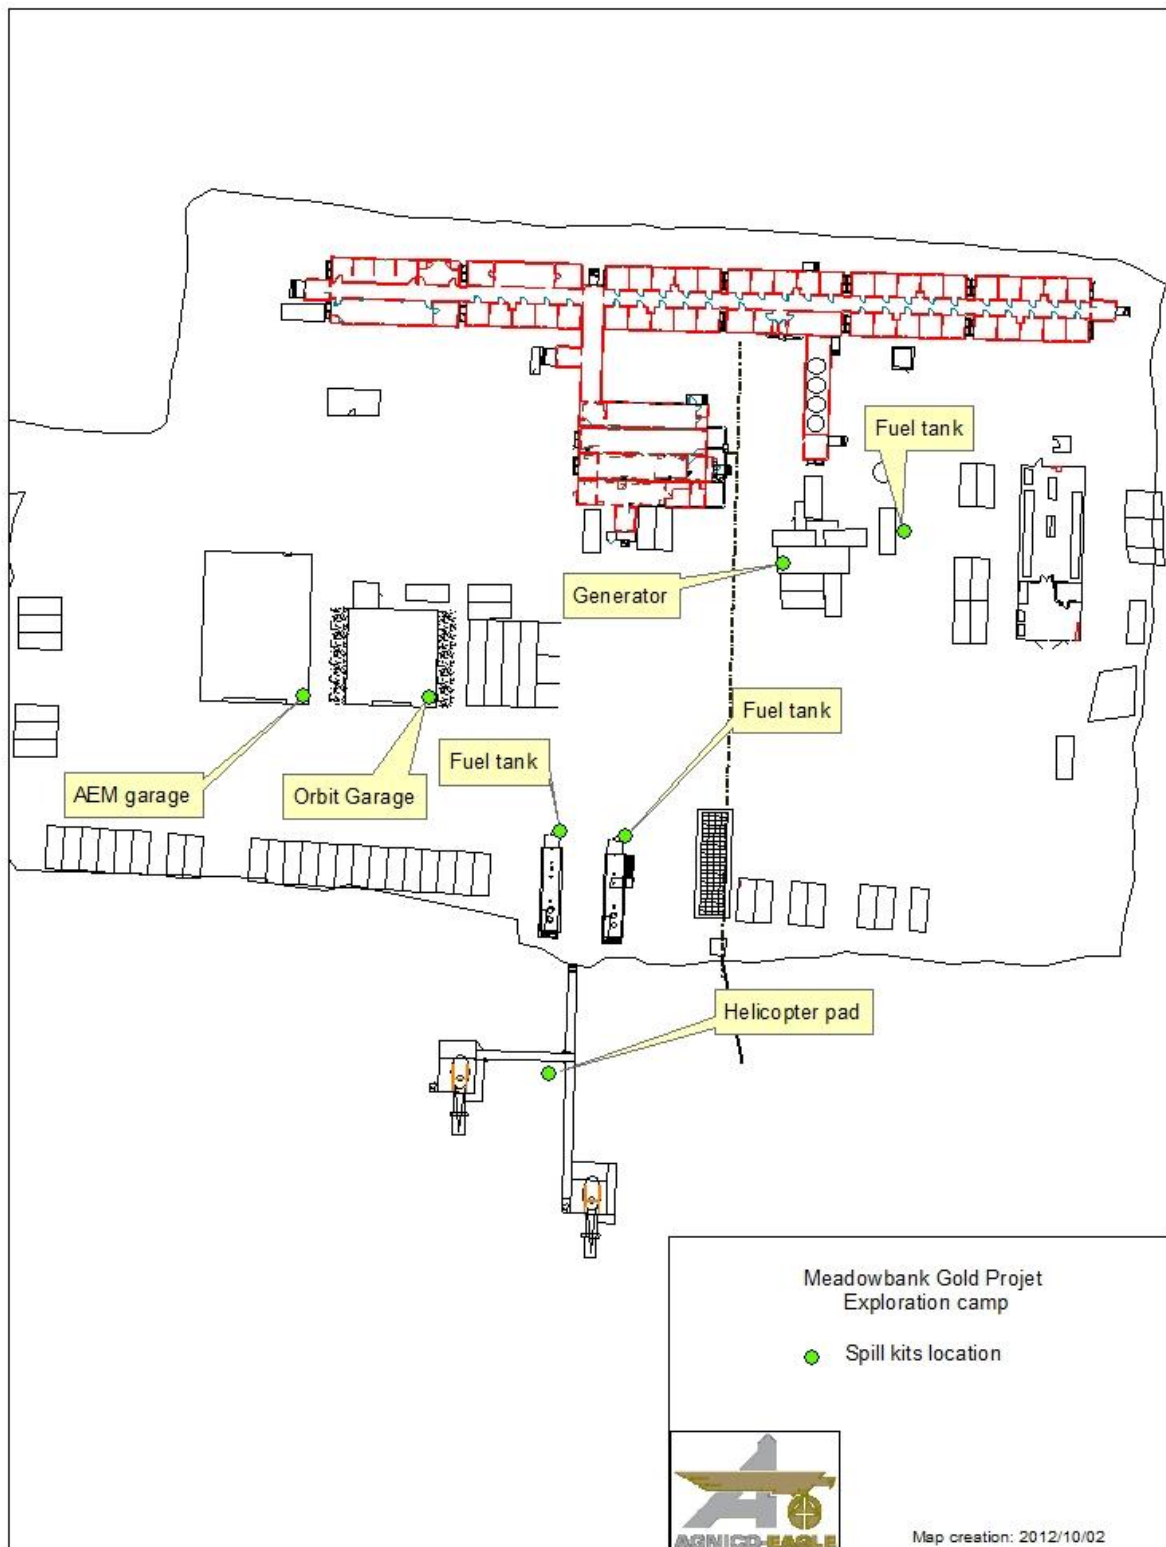 Fuel tank
Generator
Fuel tank
Fuel tank
AEM garage
Orbit Garage
Helicopter pad
Meadowbank Gold Projet
Exploration camp
Spill kits location
AGNICO-EAGLE
Map creation: 2012/10/02